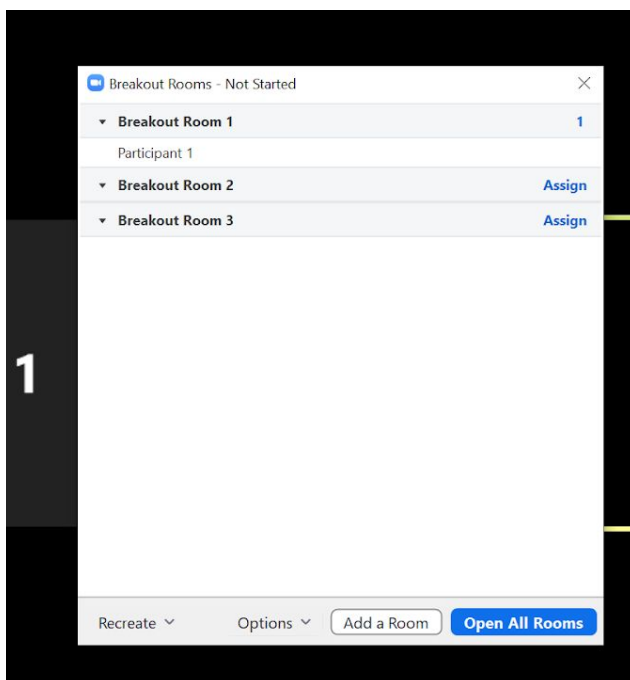 Breakout Rooms - Not Started
Breakout Room 1 1
Participant 1
Breakout Room 2 Assign
Breakout Room 3 Assign
1
Recreate Options Add a Room Open All Rooms